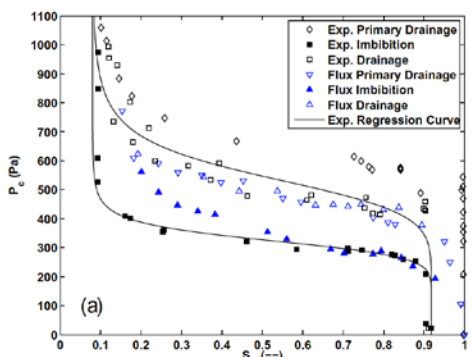 (a)
1100
1000
900
800
700
600
500
400
300
200
100
0
P_c (Pa)
Exp. Primary Drainage
Exp. Imbibition
Exp. Drainage
Flux Primary Drainage
Flux Imbibition
Flux Drainage
Exp. Regression Curve
0 0.1 0.2 0.3 0.4 0.5 0.6 0.7 0.8 0.9 1